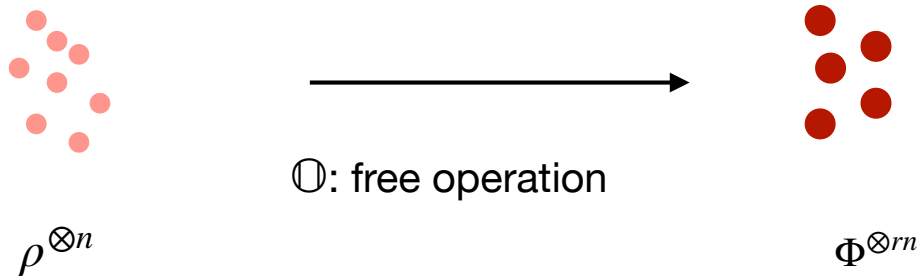 𝕆: free operation
ρ⊗n
Φ⊗rn